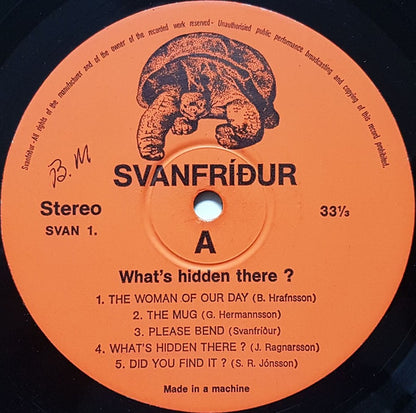 Svanfríður - All rights of the manufacturer and of the owner of the recorded work reserved - Unauthorisied public performance broadcasting and copying of this record prohibited.
B.M
SVANFRÍÐUR
Stereo
33⅓
SVAN 1.
A
What's hidden there ?
1. THE WOMAN OF OUR DAY (B. Hrafnsson)
2. THE MUG (G. Hermannsson)
3. PLEASE BEND (Svanfríður)
4. WHAT'S HIDDEN THERE ? (J. Ragnarsson)
5. DID YOU FIND IT ? (S. R. Jónsson)
Made in a machine